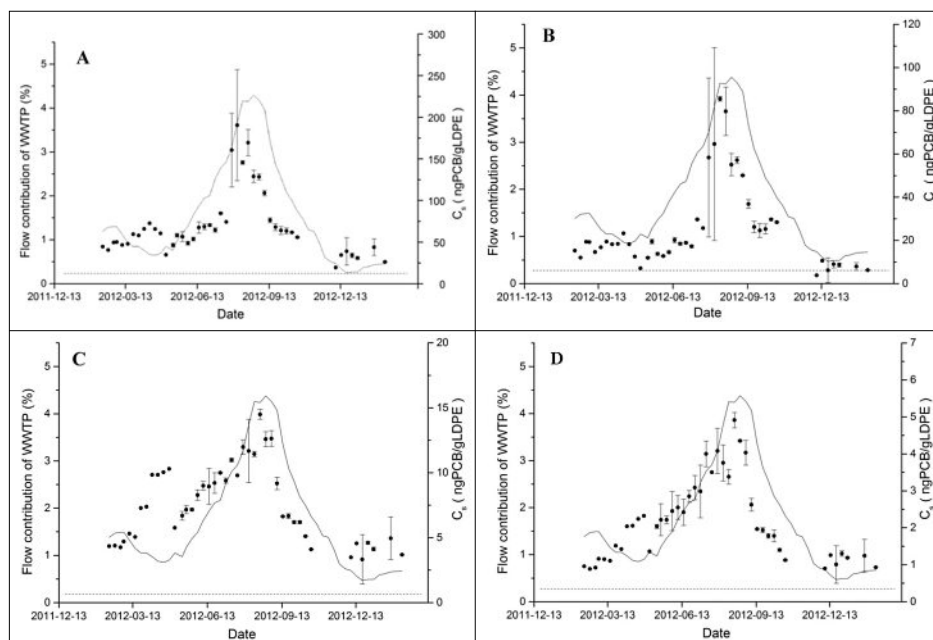 A
Flow contribution of WWTP (%)
5
4
3
2
1
0
300
250
200
150
100
50
0
C_s ( ngPCB/gLDPE )
2011-12-13 2012-03-13 2012-06-13 2012-09-13 2012-12-13
Date
B
Flow contribution of WWTP (%)
5
4
3
2
1
0
120
100
80
60
40
20
0
C_s ( ngPCB/gLDPE )
2011-12-13 2012-03-13 2012-06-13 2012-09-13 2012-12-13
Date
C
Flow contribution of WWTP (%)
5
4
3
2
1
0
20
15
10
5
0
C_s ( ngPCB/gLDPE )
2011-12-13 2012-03-13 2012-06-13 2012-09-13 2012-12-13
Date
D
Flow contribution of WWTP (%)
5
4
3
2
1
0
7
6
5
4
3
2
1
0
C_s ( ngPCB/gLDPE )
2011-12-13 2012-03-13 2012-06-13 2012-09-13 2012-12-13
Date